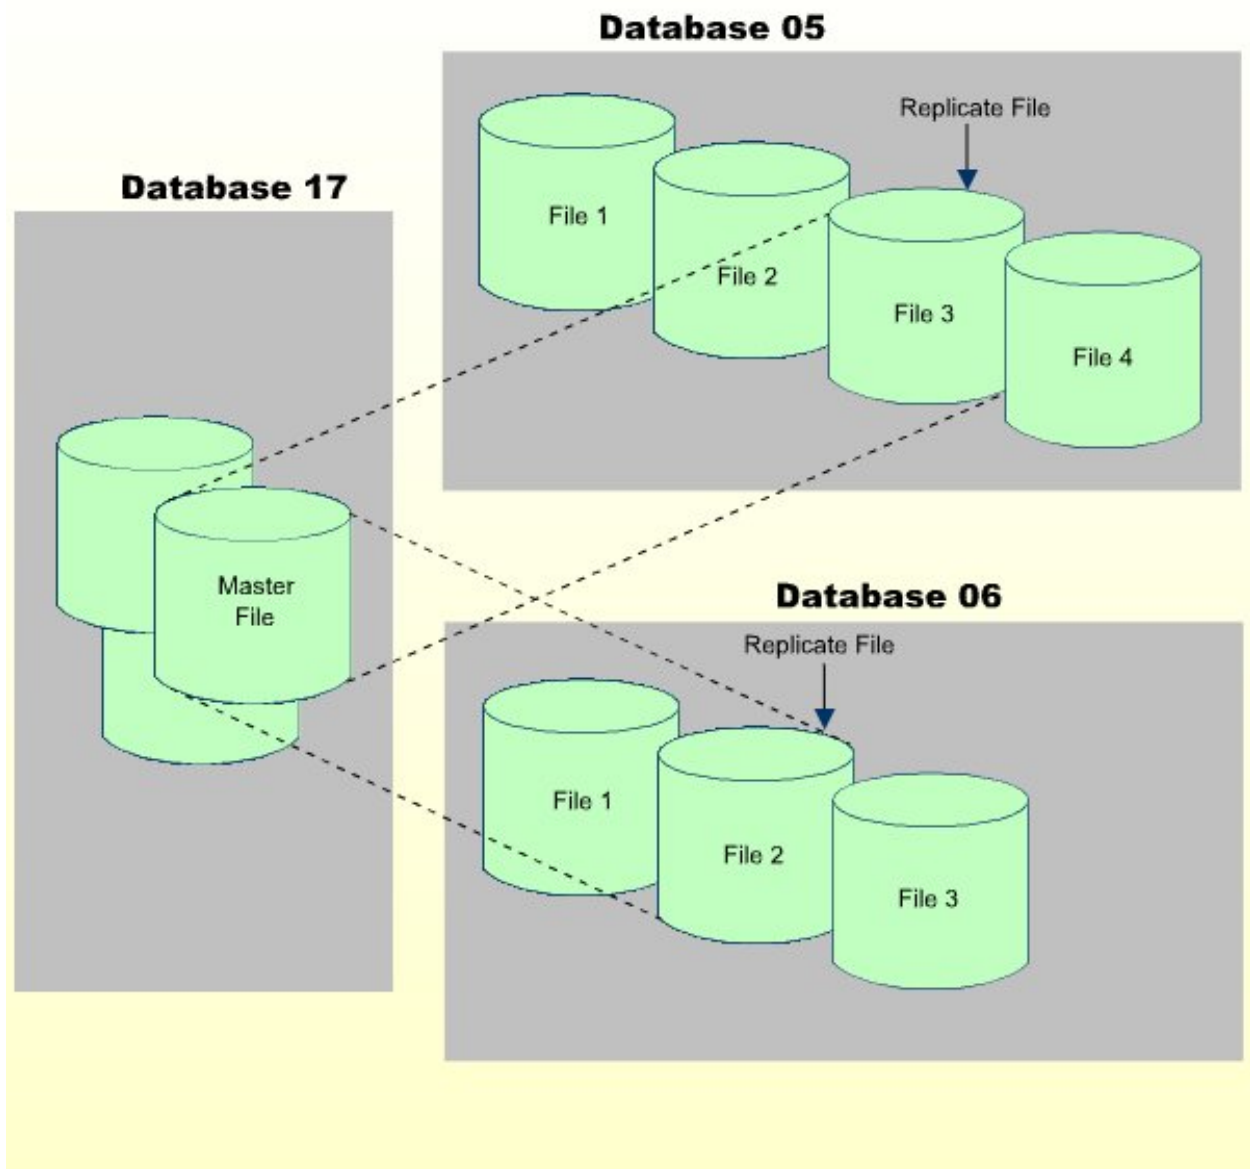 Database 05
Replicate File
File 1
File 2
File 3
File 4
Database 17
Master
File
Database 06
Replicate File
File 1
File 2
File 3